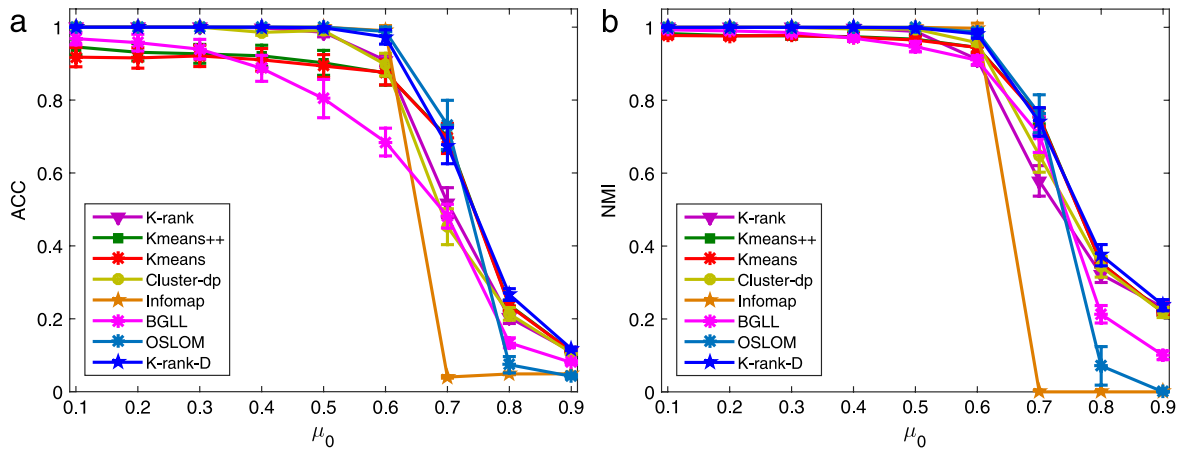 a
ACC
1
0.8
0.6
0.4
0.2
0
K-rank
Kmeans++
Kmeans
Cluster-dp
Infomap
BGLL
OSLOM
K-rank-D
0.1 0.2 0.3 0.4 0.5 0.6 0.7 0.8 0.9
μ0
b
NMI
1
0.8
0.6
0.4
0.2
0
K-rank
Kmeans++
Kmeans
Cluster-dp
Infomap
BGLL
OSLOM
K-rank-D
0.1 0.2 0.3 0.4 0.5 0.6 0.7 0.8 0.9
μ0